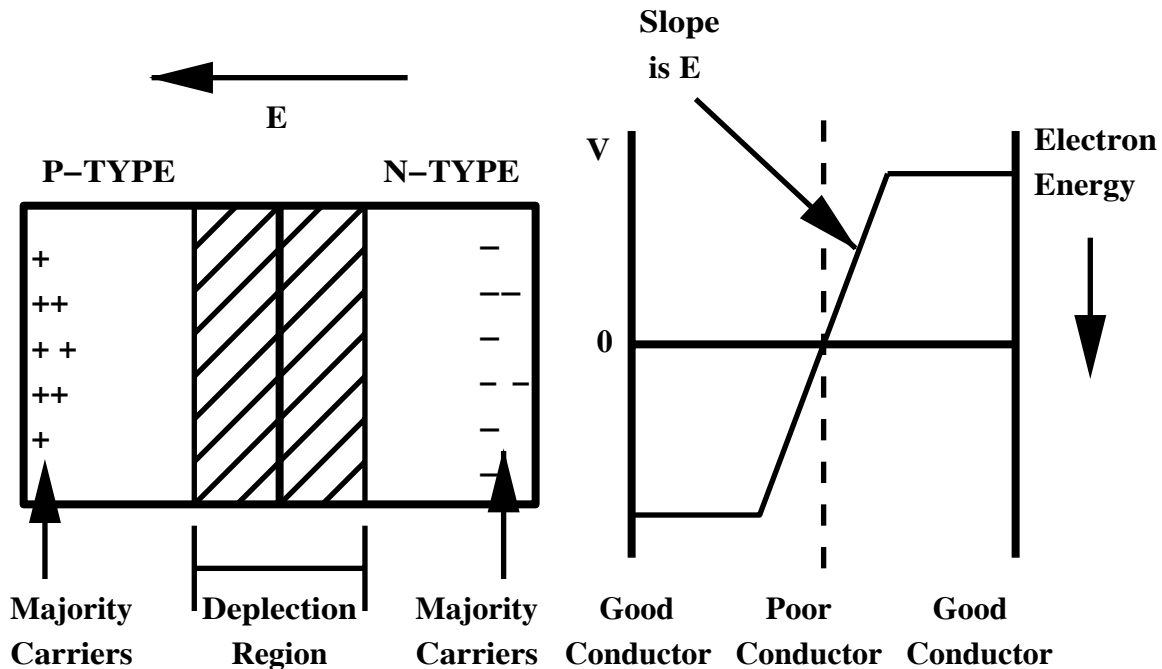 Slope
is E
E
V
Electron
Energy
P–TYPE
N–TYPE
+
++
+ +
++
+
–
– –
–
– –
–
–
0
Majority
Carriers
Deplection
Region
Majority
Carriers
Good
Conductor
Poor
Conductor
Good
Conductor